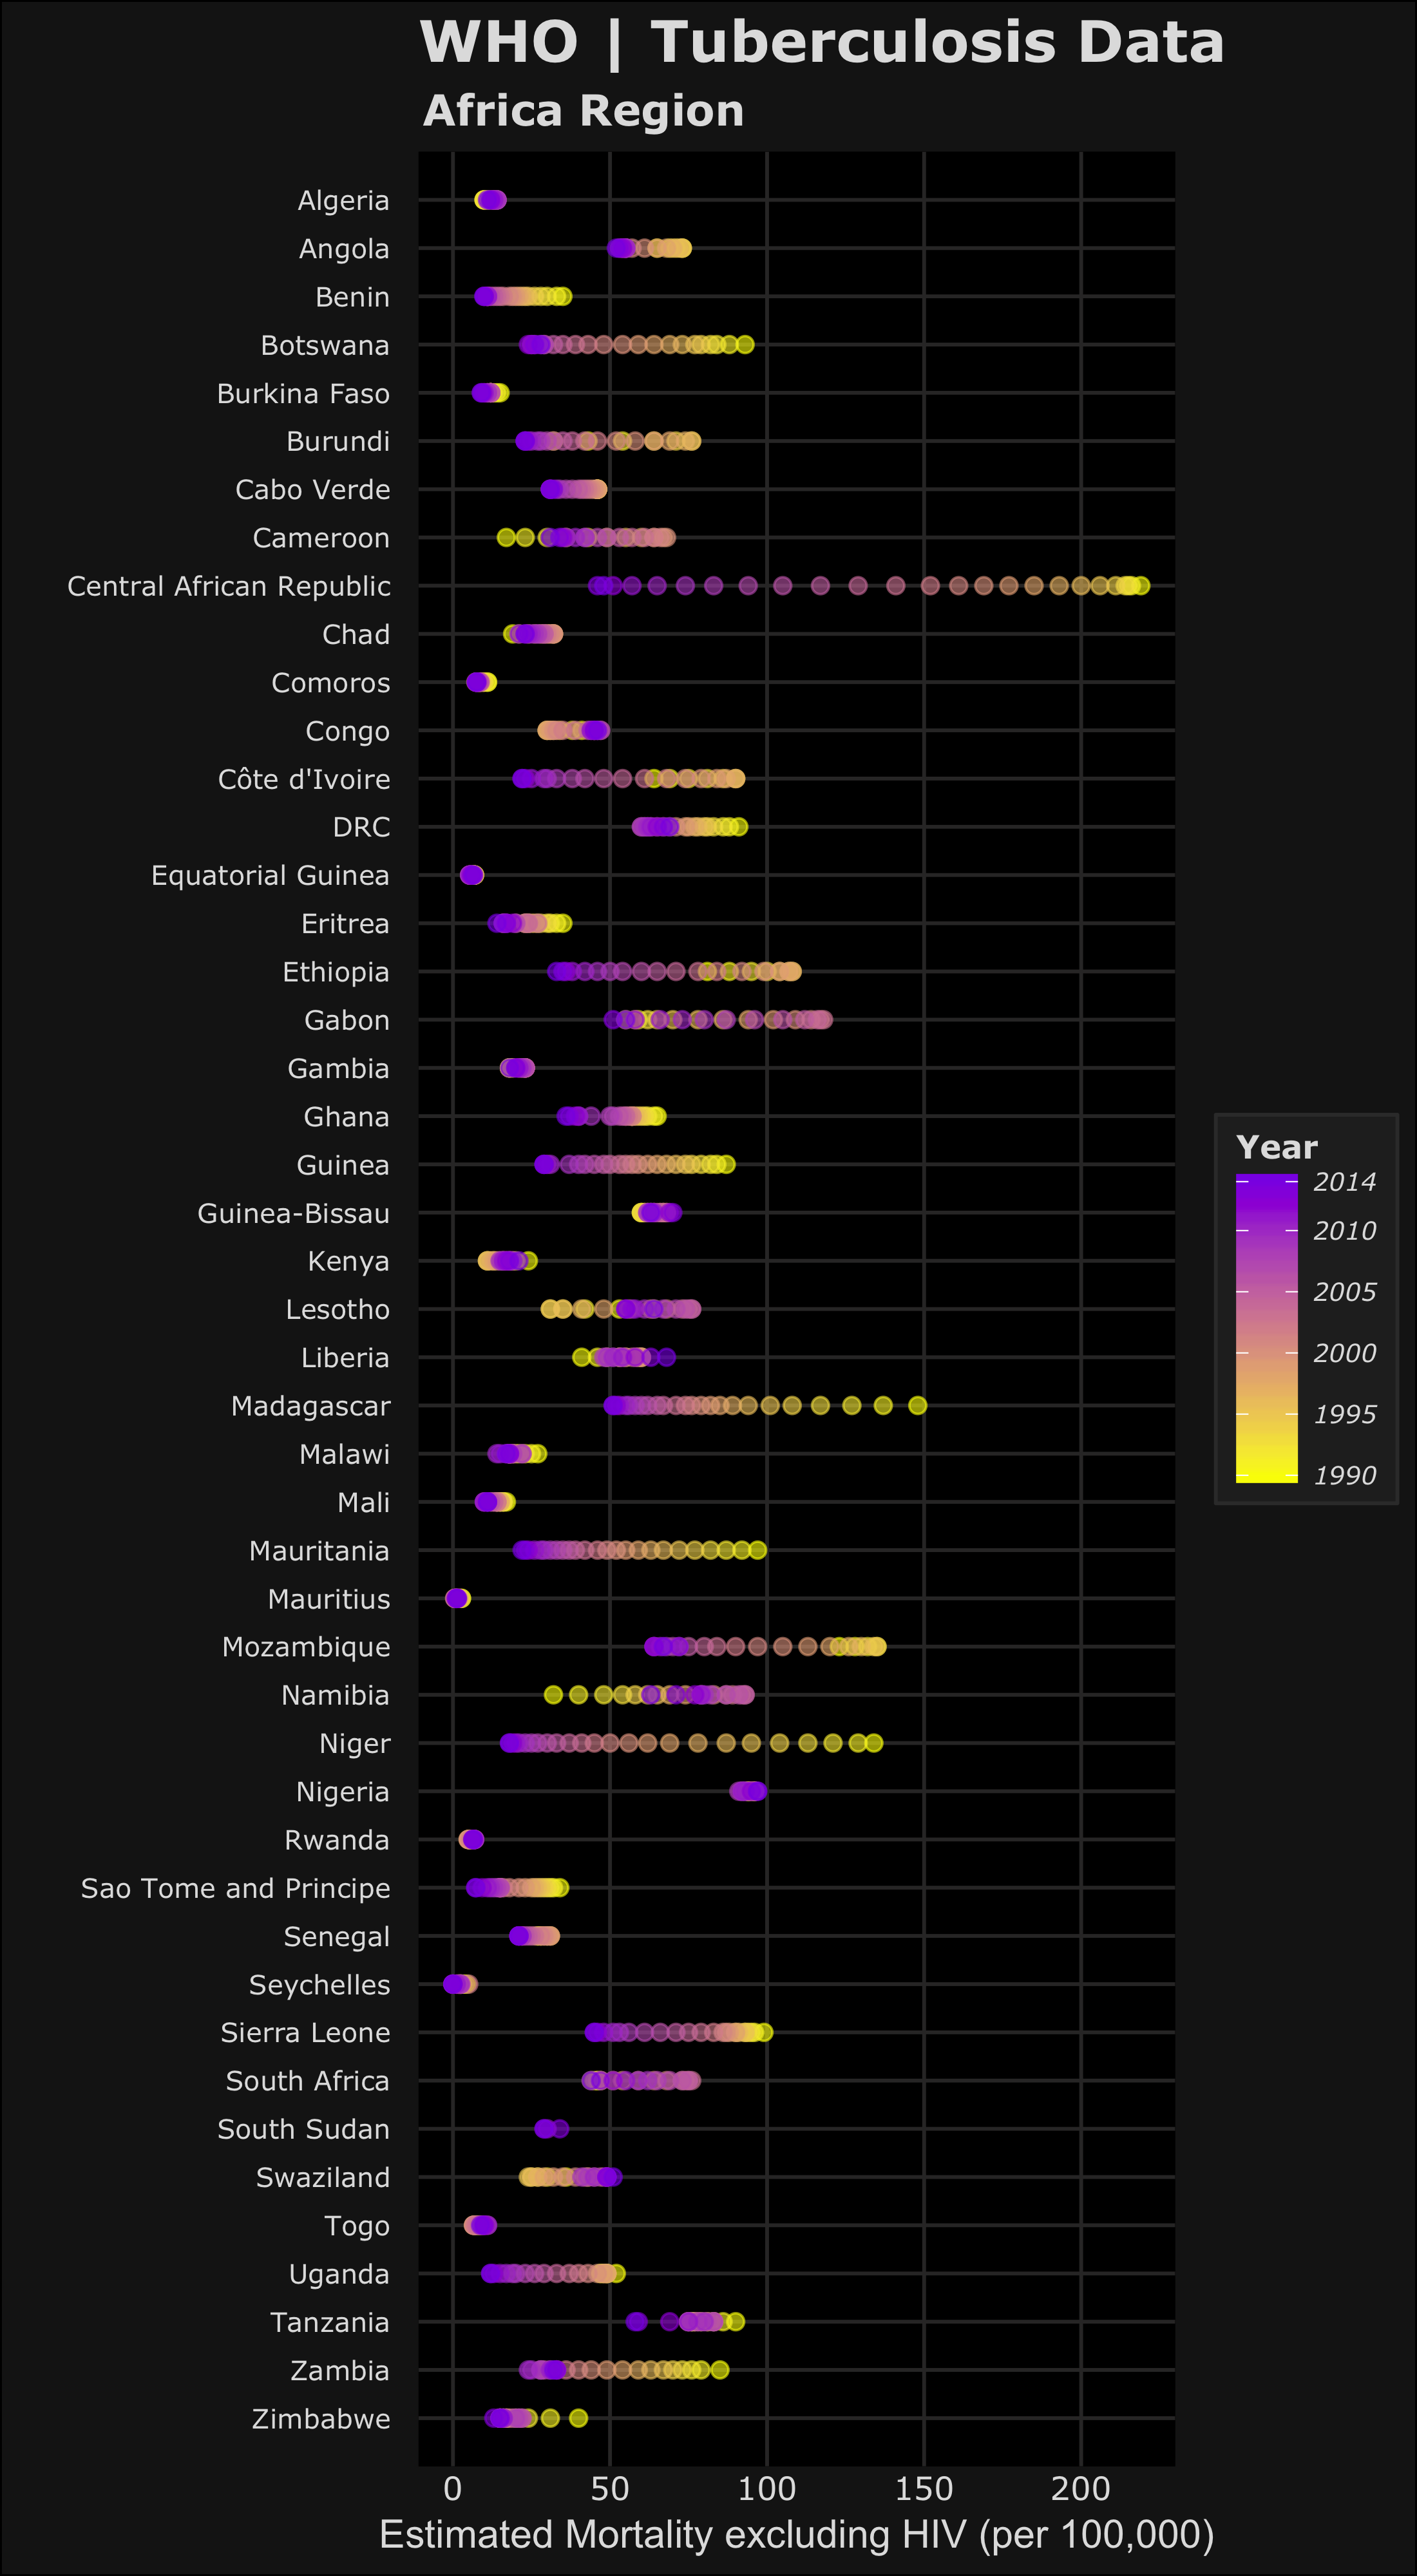 WHO | Tuberculosis Data
Africa Region
Algeria
Angola
Benin
Botswana
Burkina Faso
Burundi
Cabo Verde
Cameroon
Central African Republic
Chad
Comoros
Congo
Côte d'Ivoire
DRC
Equatorial Guinea
Eritrea
Ethiopia
Gabon
Gambia
Ghana
Guinea
Guinea-Bissau
Kenya
Lesotho
Liberia
Madagascar
Malawi
Mali
Mauritania
Mauritius
Mozambique
Namibia
Niger
Nigeria
Rwanda
Sao Tome and Principe
Senegal
Seychelles
Sierra Leone
South Africa
South Sudan
Swaziland
Togo
Uganda
Tanzania
Zambia
Zimbabwe
0 50 100 150 200
Estimated Mortality excluding HIV (per 100,000)
Year
2014
2010
2005
2000
1995
1990